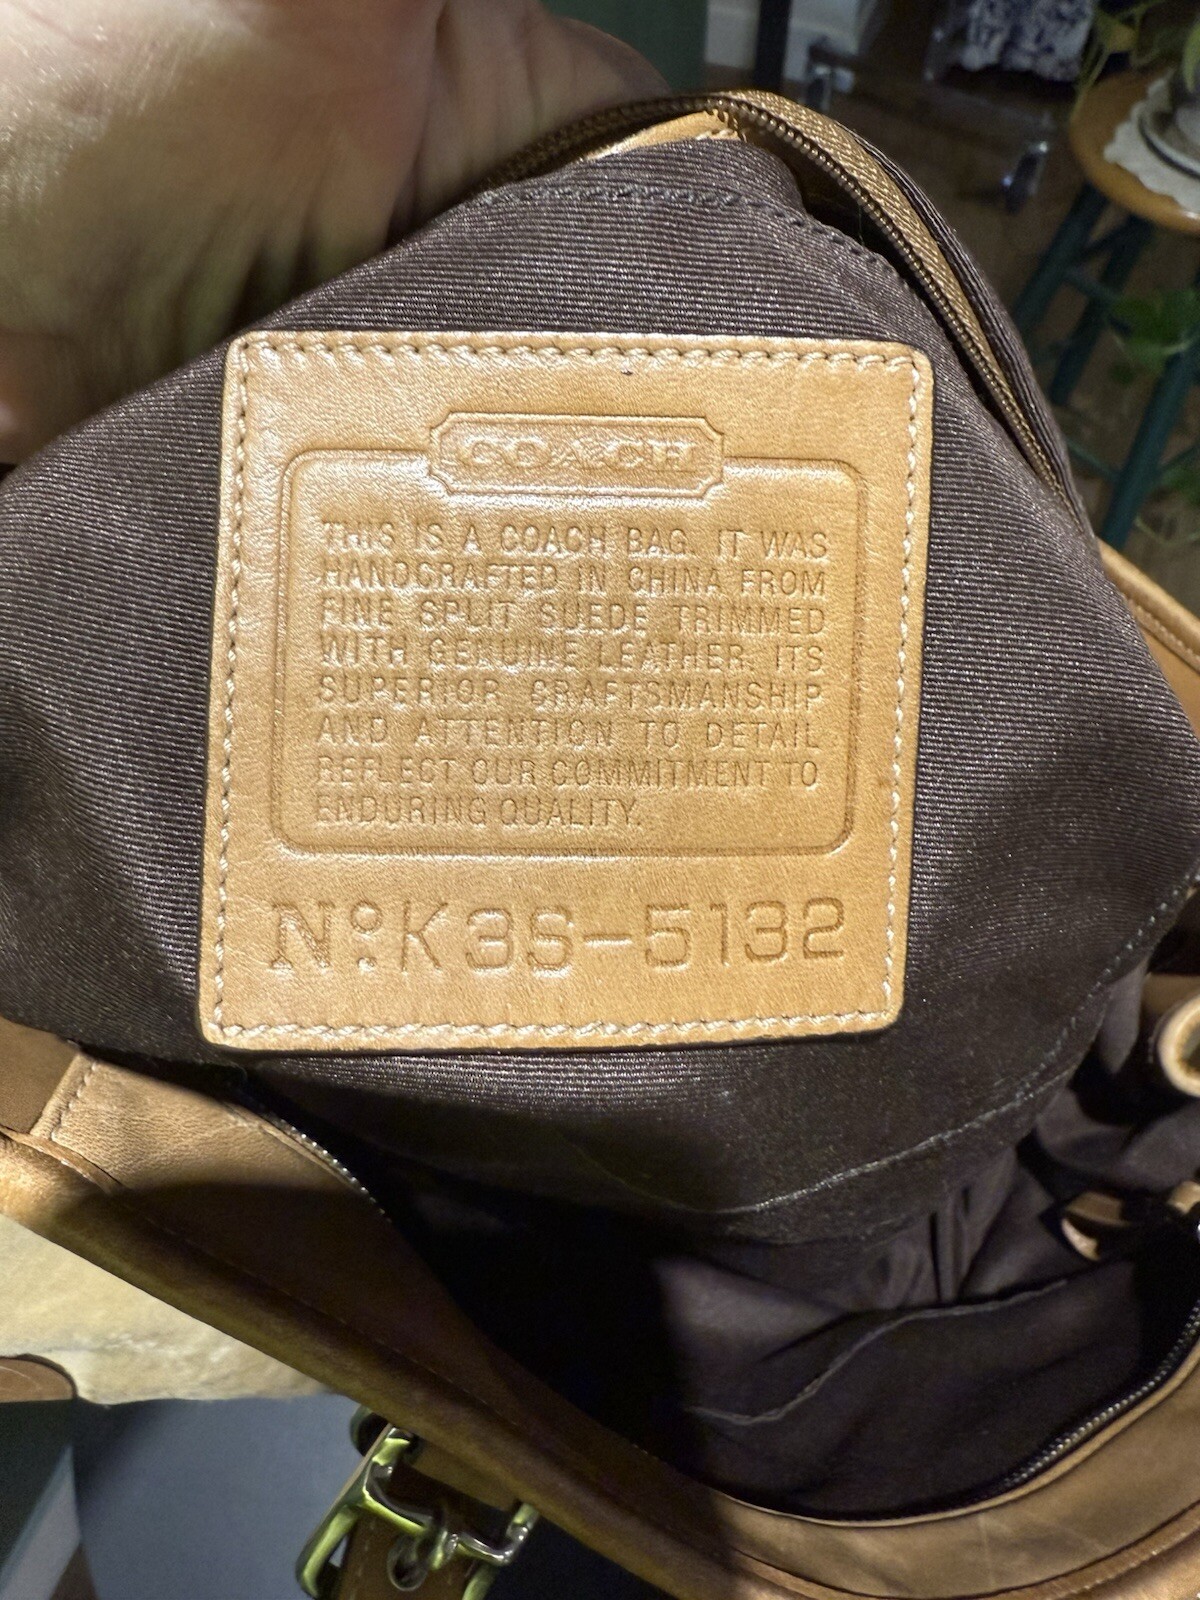 COACH
THIS IS A COACH BAG. IT WAS
HANDCRAFTED IN CHINA FROM
FINE SPLIT SUEDE TRIMMED
WITH GENUINE LEATHER. ITS
SUPERIOR CRAFTSMANSHIP
AND ATTENTION TO DETAIL
REFLECT OUR COMMITMENT TO
ENDURING QUALITY.
Nº K3S-5132